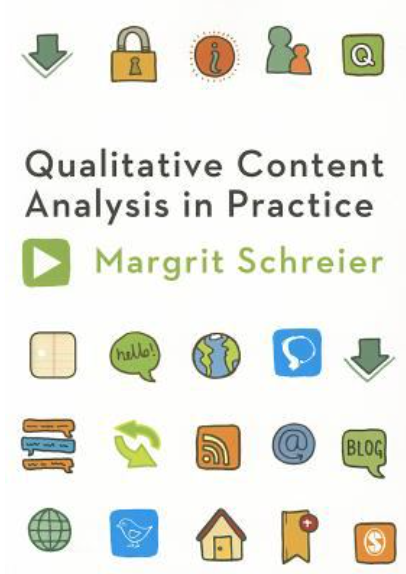 i
Q
Qualitative Content
Analysis in Practice
Margrit Schreier
hello!
@
BLOG
S